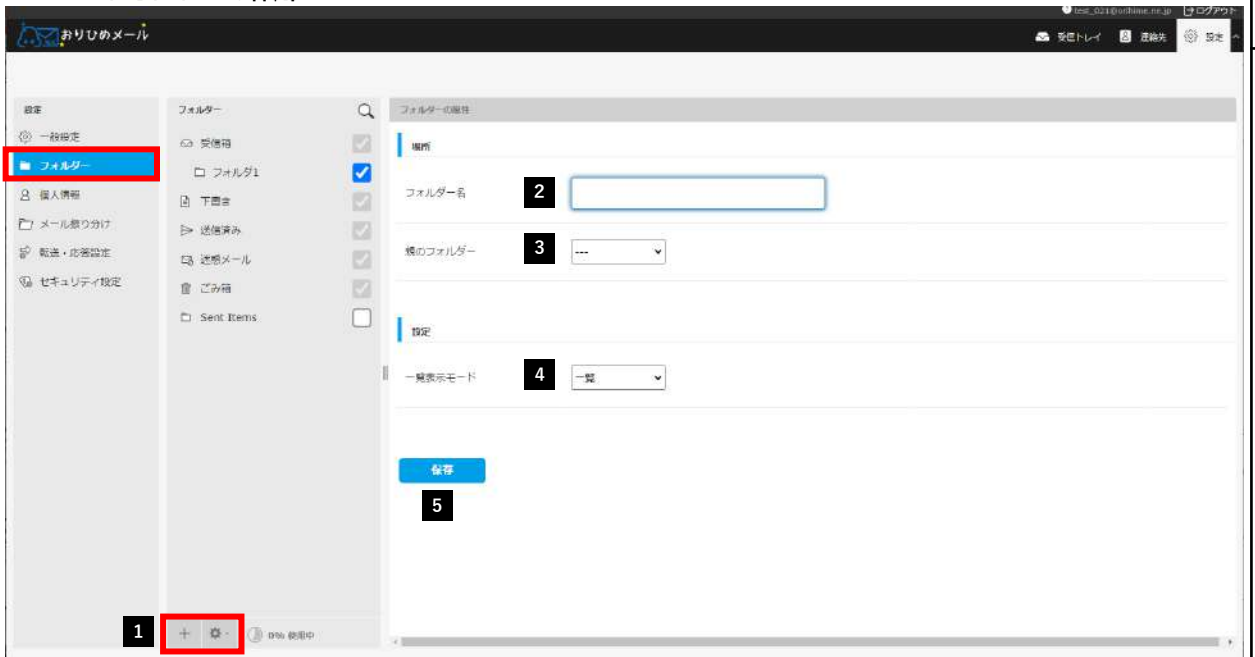 test_021@orihime.ne.jp ログアウト
おりひめメール
受信トレイ 連絡先 設定
設定
一般設定
フォルダー
個人情報
メール振り分け
転送・応答設定
セキュリティ設定
フォルダー
受信箱
フォルダ1
下書き
送信済み
迷惑メール
ごみ箱
Sent Items
1
0% 使用中
フォルダーの属性
場所
フォルダー名 2
親のフォルダー 3 ---
設定
一覧表示モード 4 一覧
保存
5